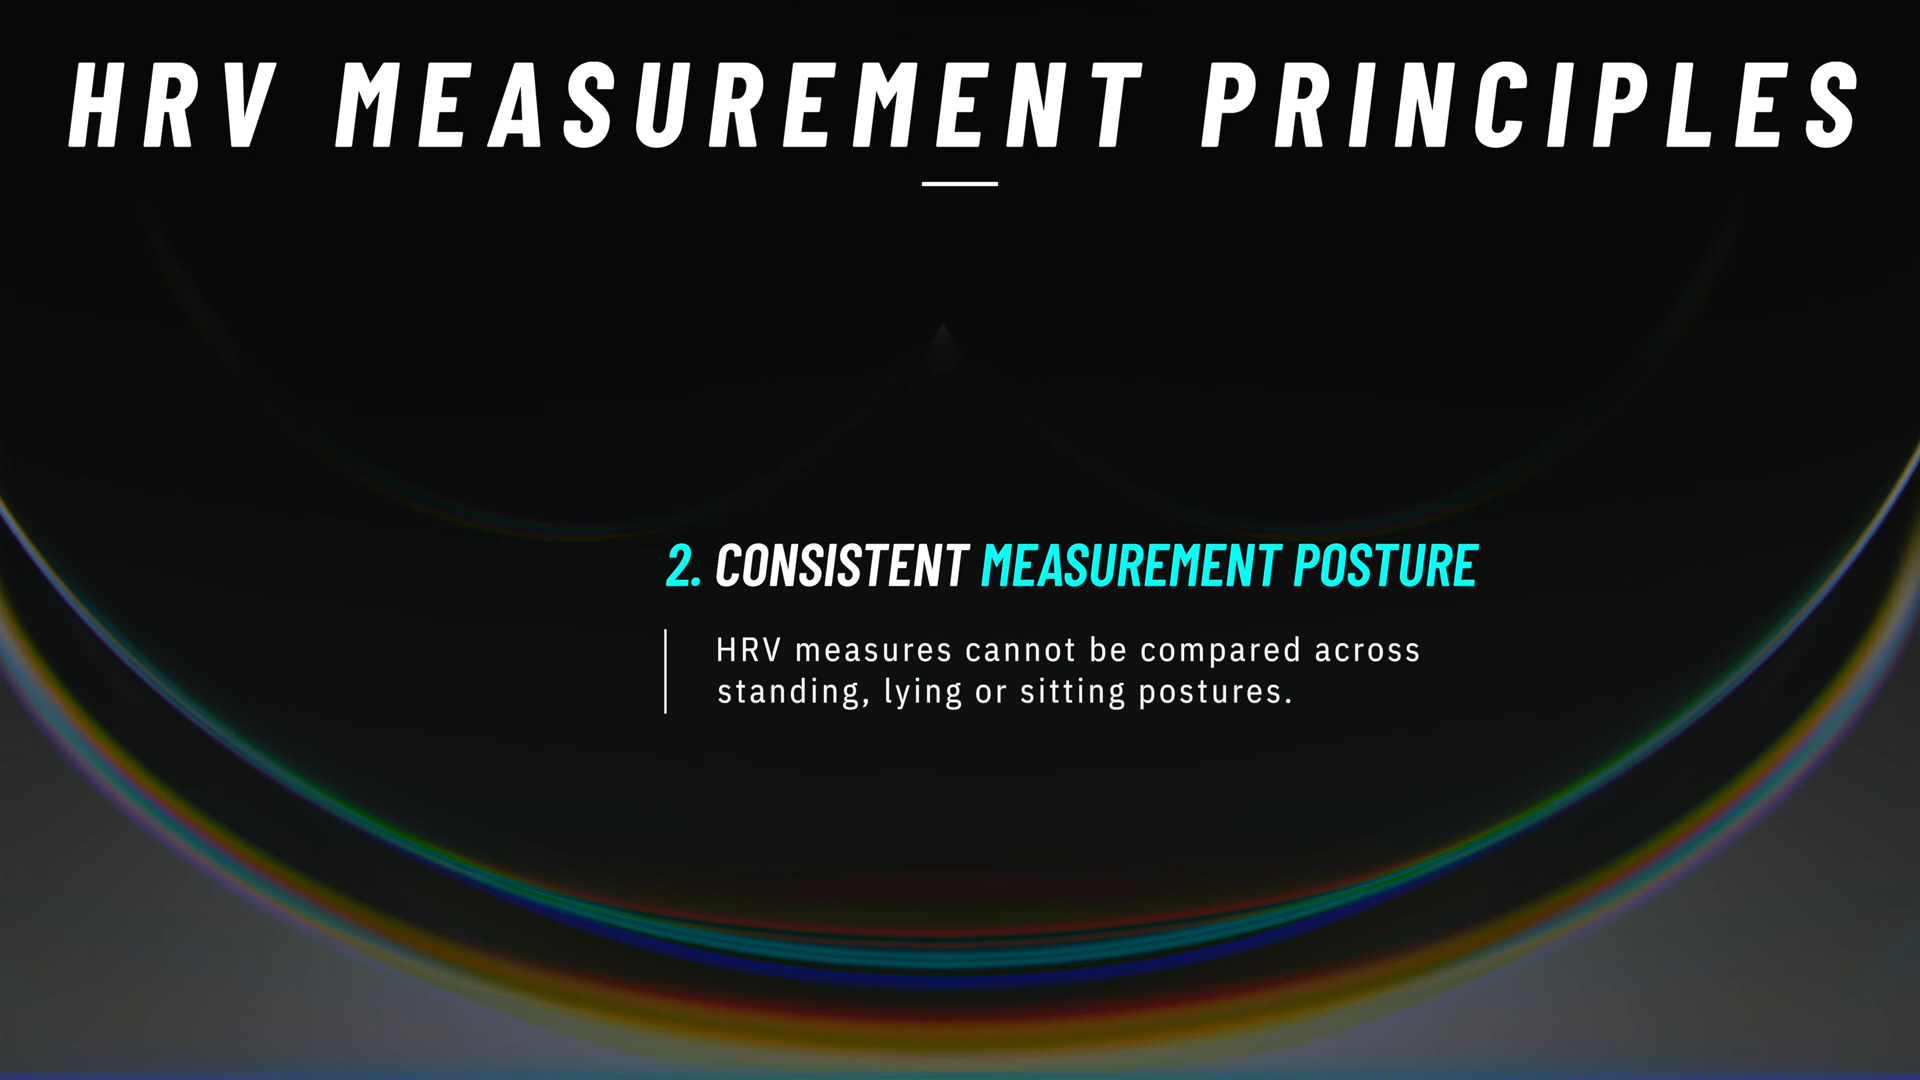 HRV MEASUREMENT PRINCIPLES
2. CONSISTENT MEASUREMENT POSTURE
HRV measures cannot be compared across
standing, lying or sitting postures.